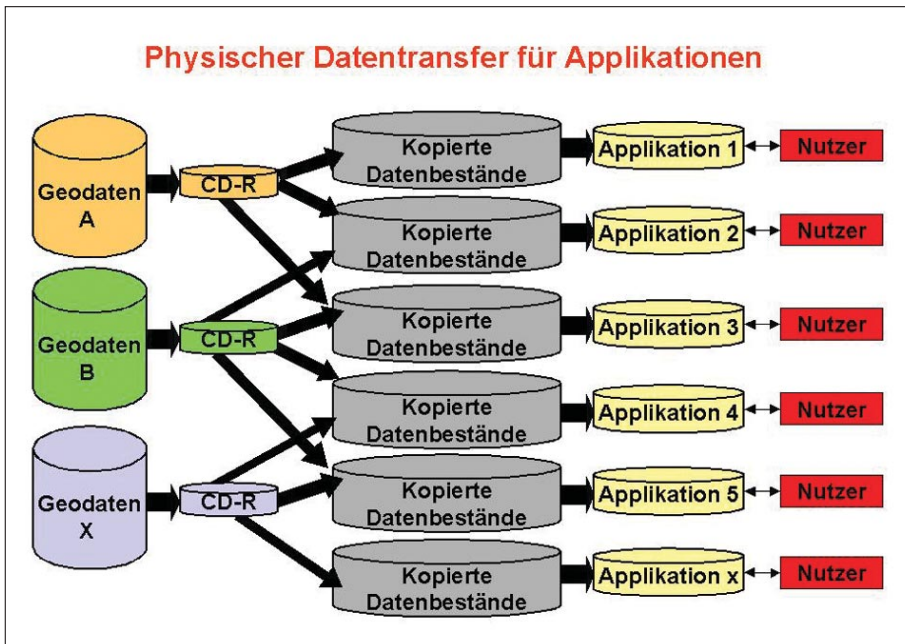 Physischer Datentransfer für Applikationen
Geodaten
A
CD-R
Kopierte
Datenbestände
Applikation 1
Nutzer
Kopierte
Datenbestände
Applikation 2
Nutzer
Geodaten
B
CD-R
Kopierte
Datenbestände
Applikation 3
Nutzer
Kopierte
Datenbestände
Applikation 4
Nutzer
Geodaten
X
CD-R
Kopierte
Datenbestände
Applikation 5
Nutzer
Kopierte
Datenbestände
Applikation x
Nutzer